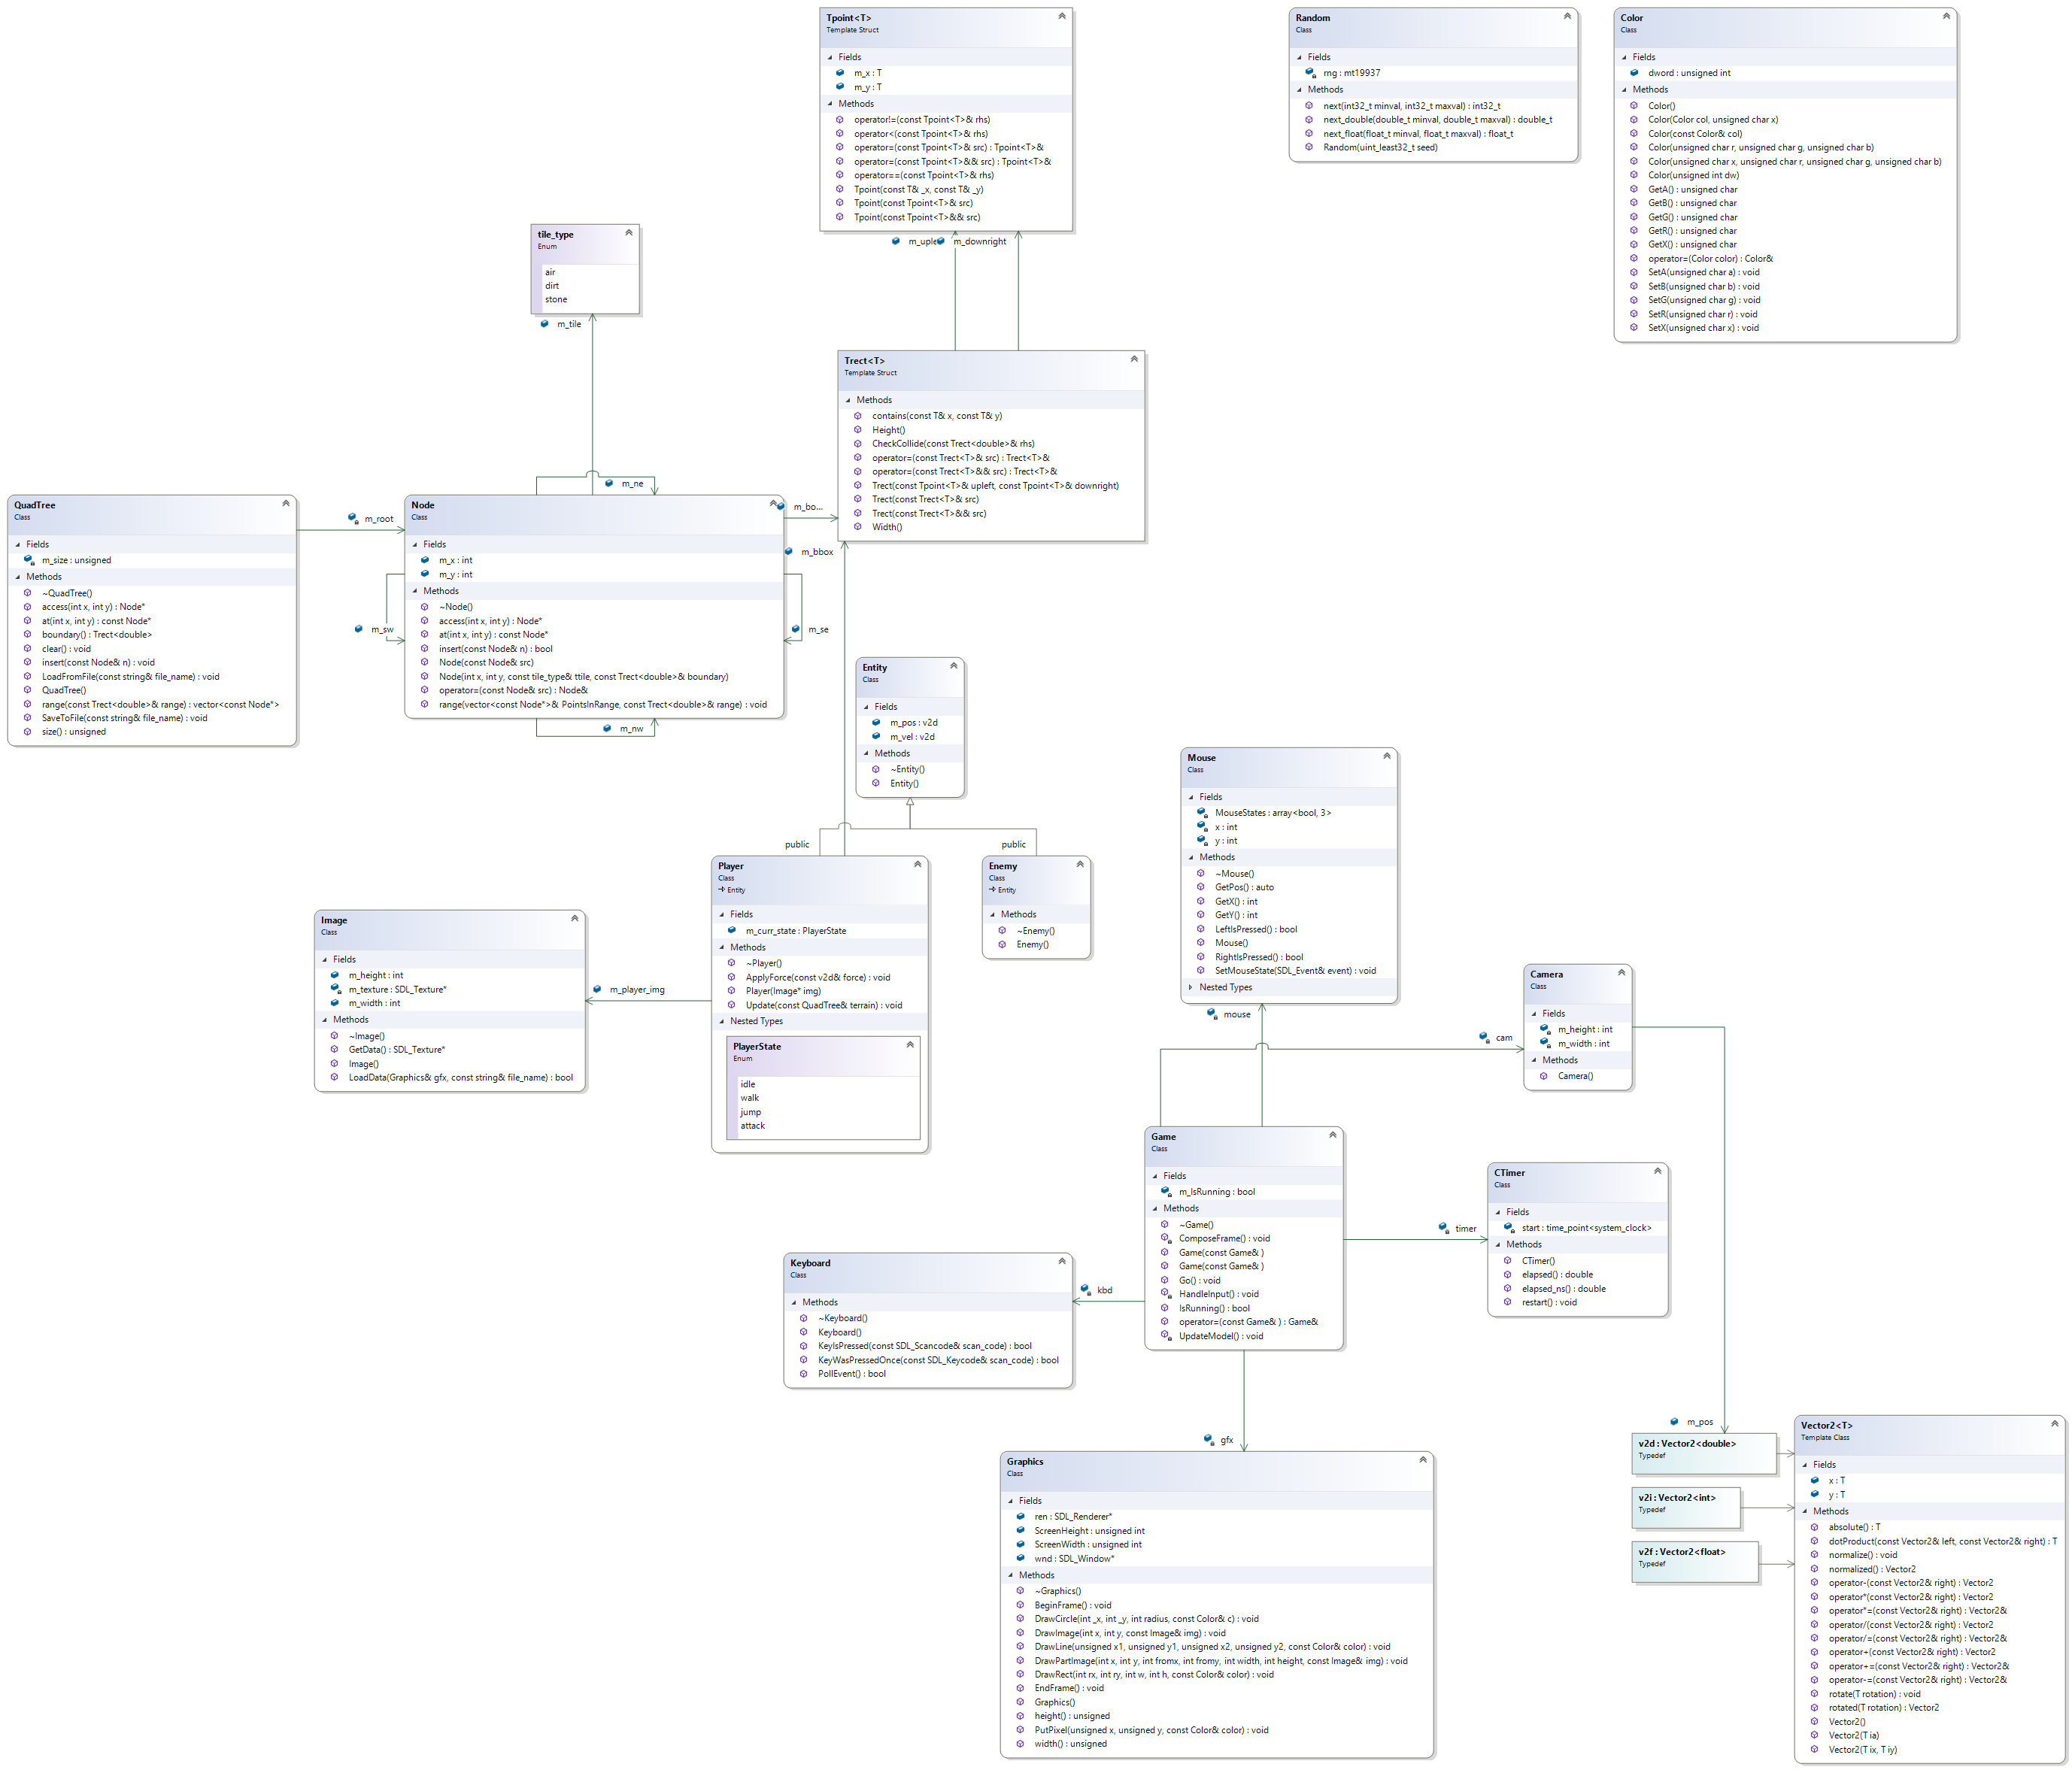 Tpoint<T>
Template Struct
Fields
m_x : T
m_y : T
Methods
operator!=(const Tpoint<T>& rhs)
operator<(const Tpoint<T>& rhs)
operator=(const Tpoint<T>& src) : Tpoint<T>&
operator=(const Tpoint<T>&& src) : Tpoint<T>&
operator==(const Tpoint<T>& rhs)
Tpoint(const T& _x, const T& _y)
Tpoint(const Tpoint<T>& src)
Tpoint(const Tpoint<T>&& src)
Random
Class
Fields
rng : mt19937
Methods
next(int32_t minval, int32_t maxval) : int32_t
next_double(double_t minval, double_t maxval) : double_t
next_float(float_t minval, float_t maxval) : float_t
Random(uint_least32_t seed)
Color
Class
Fields
dword : unsigned int
Methods
Color()
Color(Color col, unsigned char x)
Color(const Color& col)
Color(unsigned char r, unsigned char g, unsigned char b)
Color(unsigned char x, unsigned char r, unsigned char g, unsigned char b)
Color(unsigned int dw)
GetA() : unsigned char
GetB() : unsigned char
GetG() : unsigned char
GetR() : unsigned char
GetX() : unsigned char
operator=(Color color) : Color&
SetA(unsigned char a) : void
SetB(unsigned char b) : void
SetG(unsigned char g) : void
SetR(unsigned char r) : void
SetX(unsigned char x) : void
m_downright
tile_type
Enum
air
dirt
stone
m_tile
Trect<T>
Template Struct
Methods
contains(const T& x, const T& y)
Height()
CheckCollide(const Trect<double>& rhs)
operator=(const Trect<T>& src) : Trect<T>&
operator=(const Trect<T>&& src) : Trect<T>&
Trect(const Tpoint<T>& upleft, const Tpoint<T>& downright)
Trect(const Trect<T>& src)
Trect(const Trect<T>&& src)
Width()
m_ne
QuadTree
Class
Fields
m_size : unsigned
Methods
~QuadTree()
access(int x, int y) : Node*
at(int x, int y) : const Node*
boundary() : Trect<double>
clear() : void
insert(const Node& n) : void
LoadFromFile(const string& file_name) : void
QuadTree()
range(const Trect<double>& range) : vector<const Node*>
SaveToFile(const string& file_name) : void
size() : unsigned
m_root
Node
Class
Fields
m_x : int
m_y : int
Methods
~Node()
access(int x, int y) : Node*
at(int x, int y) : const Node*
insert(const Node& n) : bool
Node(const Node& src)
Node(int x, int y, const tile_type& ttile, const Trect<double>& boundary)
operator=(const Node& src) : Node&
range(vector<const Node*>& PointsInRange, const Trect<double>& range) : void
m_bo...
m_bbox
m_sw
m_se
m_nw
Entity
Class
Fields
m_pos : v2d
m_vel : v2d
Methods
~Entity()
Entity()
public
public
Player
Class
Entity
Fields
m_curr_state : PlayerState
Methods
~Player()
ApplyForce(const v2d& force) : void
Player(Image* img)
Update(const QuadTree& terrain) : void
Nested Types
PlayerState
Enum
idle
walk
jump
attack
Enemy
Class
Entity
Methods
~Enemy()
Enemy()
Image
Class
Fields
m_height : int
m_texture : SDL_Texture*
m_width : int
Methods
~Image()
GetData() : SDL_Texture*
Image()
LoadData(Graphics& gfx, const string& file_name) : bool
m_player_img
Mouse
Class
Fields
MouseStates : array<bool, 3>
x : int
y : int
Methods
~Mouse()
GetPos() : auto
GetX() : int
GetY() : int
LeftIsPressed() : bool
Mouse()
RightIsPressed() : bool
SetMouseState(SDL_Event& event) : void
Nested Types
mouse
cam
Camera
Class
Fields
m_height : int
m_width : int
Methods
Camera()
Game
Class
Fields
m_IsRunning : bool
Methods
~Game()
ComposeFrame() : void
Game(const Game& )
Game(const Game& )
Go() : void
HandleInput() : void
IsRunning() : bool
operator=(const Game& ) : Game&
UpdateModel() : void
timer
CTimer
Class
Fields
start : time_point<system_clock>
Methods
CTimer()
elapsed() : double
elapsed_ns() : double
restart() : void
kbd
Keyboard
Class
Methods
~Keyboard()
Keyboard()
KeyIsPressed(const SDL_Scancode& scan_code) : bool
KeyWasPressedOnce(const SDL_Keycode& scan_code) : bool
PollEvent() : bool
gfx
Graphics
Class
Fields
ren : SDL_Renderer*
ScreenHeight : unsigned int
ScreenWidth : unsigned int
wnd : SDL_Window*
Methods
~Graphics()
BeginFrame() : void
DrawCircle(int _x, int _y, int radius, const Color& c) : void
DrawImage(int x, int y, const Image& img) : void
DrawLine(unsigned x1, unsigned y1, unsigned x2, unsigned y2, const Color& color) : void
DrawPartImage(int x, int y, int fromx, int fromy, int width, int height, const Image& img) : void
DrawRect(int rx, int ry, int w, int h, const Color& color) : void
EndFrame() : void
Graphics()
height() : unsigned
PutPixel(unsigned x, unsigned y, const Color& color) : void
width() : unsigned
m_pos
v2d : Vector2<double>
Typedef
v2i : Vector2<int>
Typedef
v2f : Vector2<float>
Typedef
Vector2<T>
Template Class
Fields
x : T
y : T
Methods
absolute() : T
dotProduct(const Vector2& left, const Vector2& right) : T
normalize() : void
normalized() : Vector2
operator-(const Vector2& right) : Vector2
operator*(const Vector2& right) : Vector2
operator*=(const Vector2& right) : Vector2&
operator/(const Vector2& right) : Vector2
operator/=(const Vector2& right) : Vector2&
operator+(const Vector2& right) : Vector2
operator+=(const Vector2& right) : Vector2&
operator-=(const Vector2& right) : Vector2&
rotate(T rotation) : void
rotated(T rotation) : Vector2
Vector2()
Vector2(T ia)
Vector2(T ix, T iy)